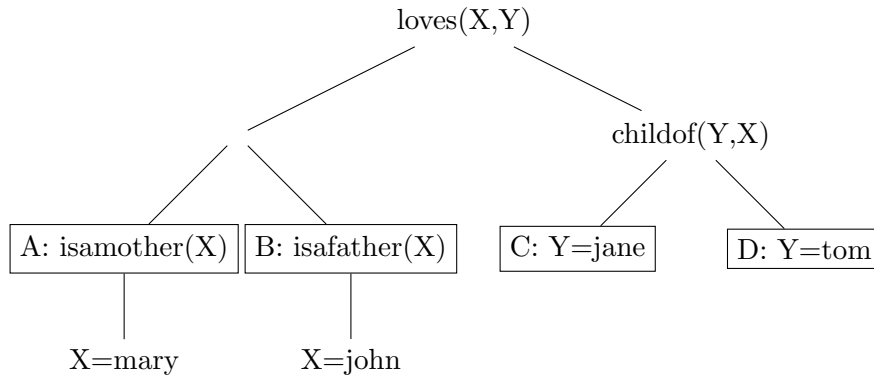 loves(X,Y)
childof(Y,X)
A: isamother(X)
B: isafather(X)
C: Y=jane
D: Y=tom
X=mary
X=john